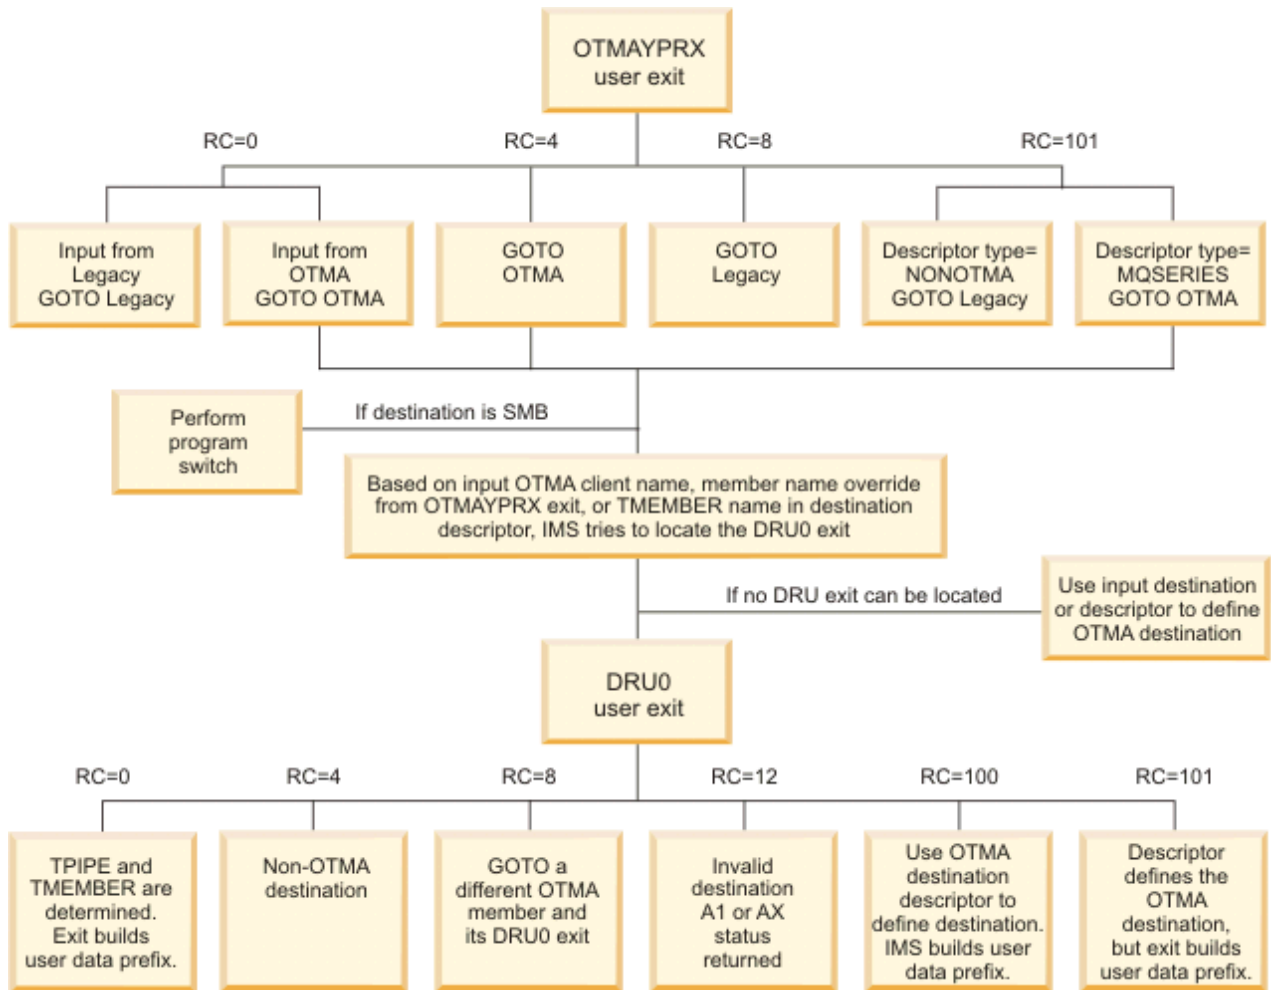 OTMAYPRX
user exit
RC=0
RC=4
RC=8
RC=101
Input from
Legacy
GOTO Legacy
Input from
OTMA
GOTO OTMA
GOTO
OTMA
GOTO
Legacy
Descriptor type=
NONOTMA
GOTO Legacy
Descriptor type=
MQSERIES
GOTO OTMA
If destination is SMB
Perform
program
switch
Based on input OTMA client name, member name override
from OTMAYPRX exit, or TMEMBER name in destination
descriptor, IMS tries to locate the DRU0 exit
If no DRU exit can be located
Use input destination
or descriptor to define
OTMA destination
DRU0
user exit
RC=0
RC=4
RC=8
RC=12
RC=100
RC=101
TPIPE and
TMEMBER are
determined.
Exit builds
user data prefix.
Non-OTMA
destination
GOTO a
different OTMA
member and
its DRU0 exit
Invalid
destination
A1 or AX
status
returned
Use OTMA
destination
descriptor to
define destination.
IMS builds user
data prefix.
Descriptor
defines the
OTMA
destination,
but exit builds
user data prefix.